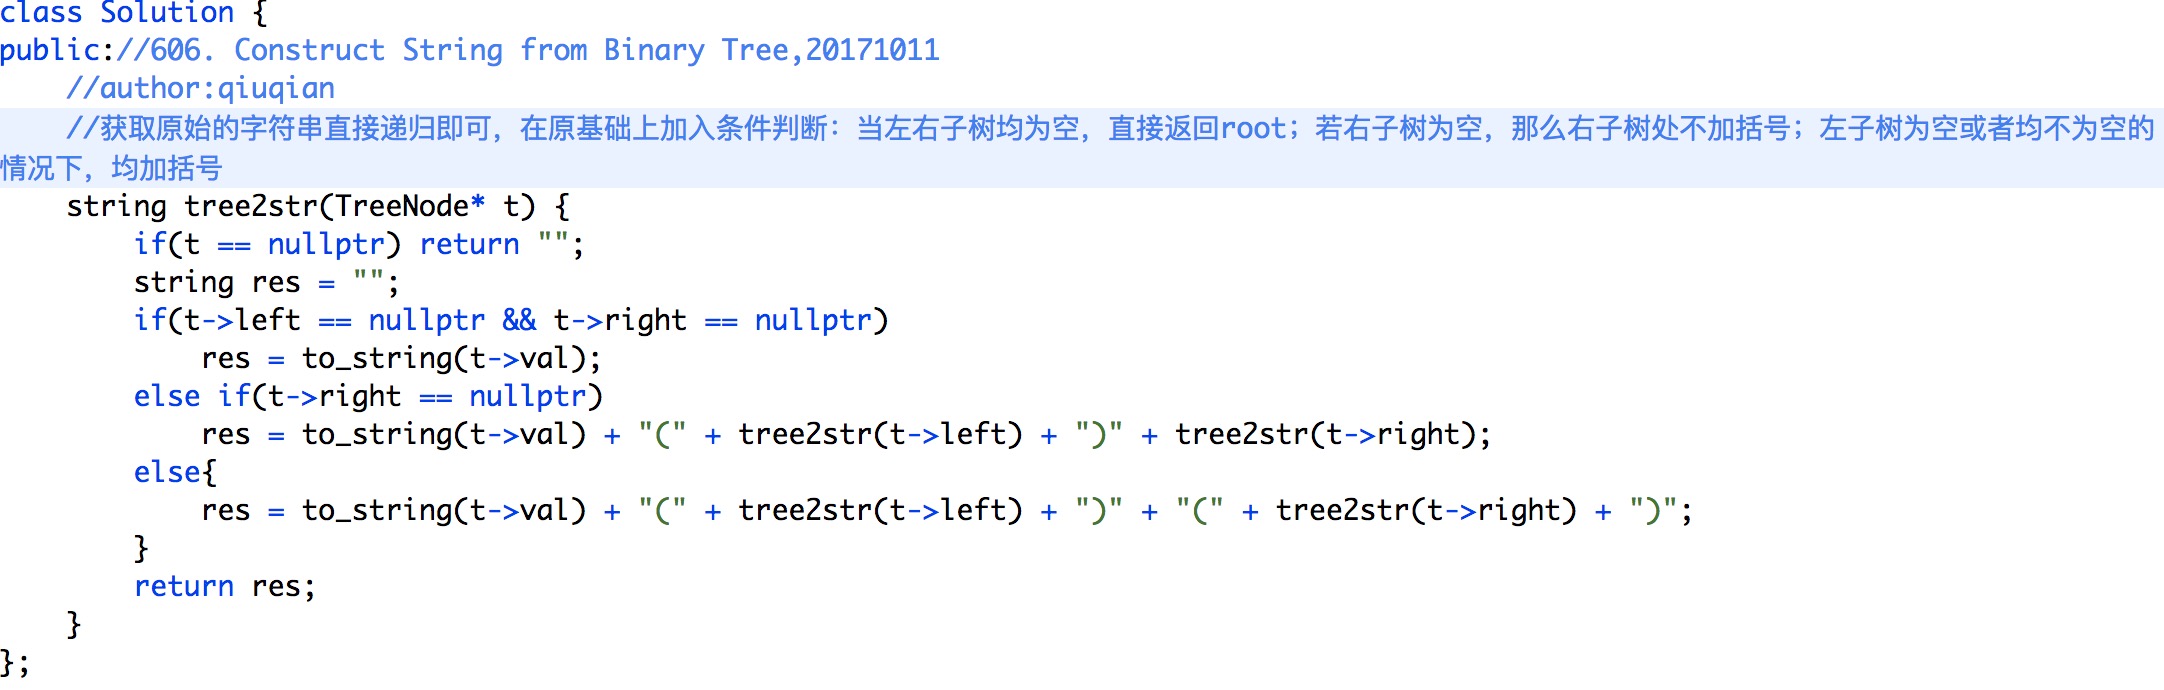 class Solution {
public://606. Construct String from Binary Tree,20171011
    //author:qiuqian
    //获取原始的字符串直接递归即可，在原基础上加入条件判断：当左右子树均为空，直接返回root；若右子树为空，那么右子树处不加括号；左子树为空或者均不为空的
情况下，均加括号
    string tree2str(TreeNode* t) {
        if(t == nullptr) return "";
        string res = "";
        if(t->left == nullptr && t->right == nullptr)
            res = to_string(t->val);
        else if(t->right == nullptr)
            res = to_string(t->val) + "(" + tree2str(t->left) + ")" + tree2str(t->right);
        else{
            res = to_string(t->val) + "(" + tree2str(t->left) + ")" + "(" + tree2str(t->right) + ")";
        }
        return res;
    }
};